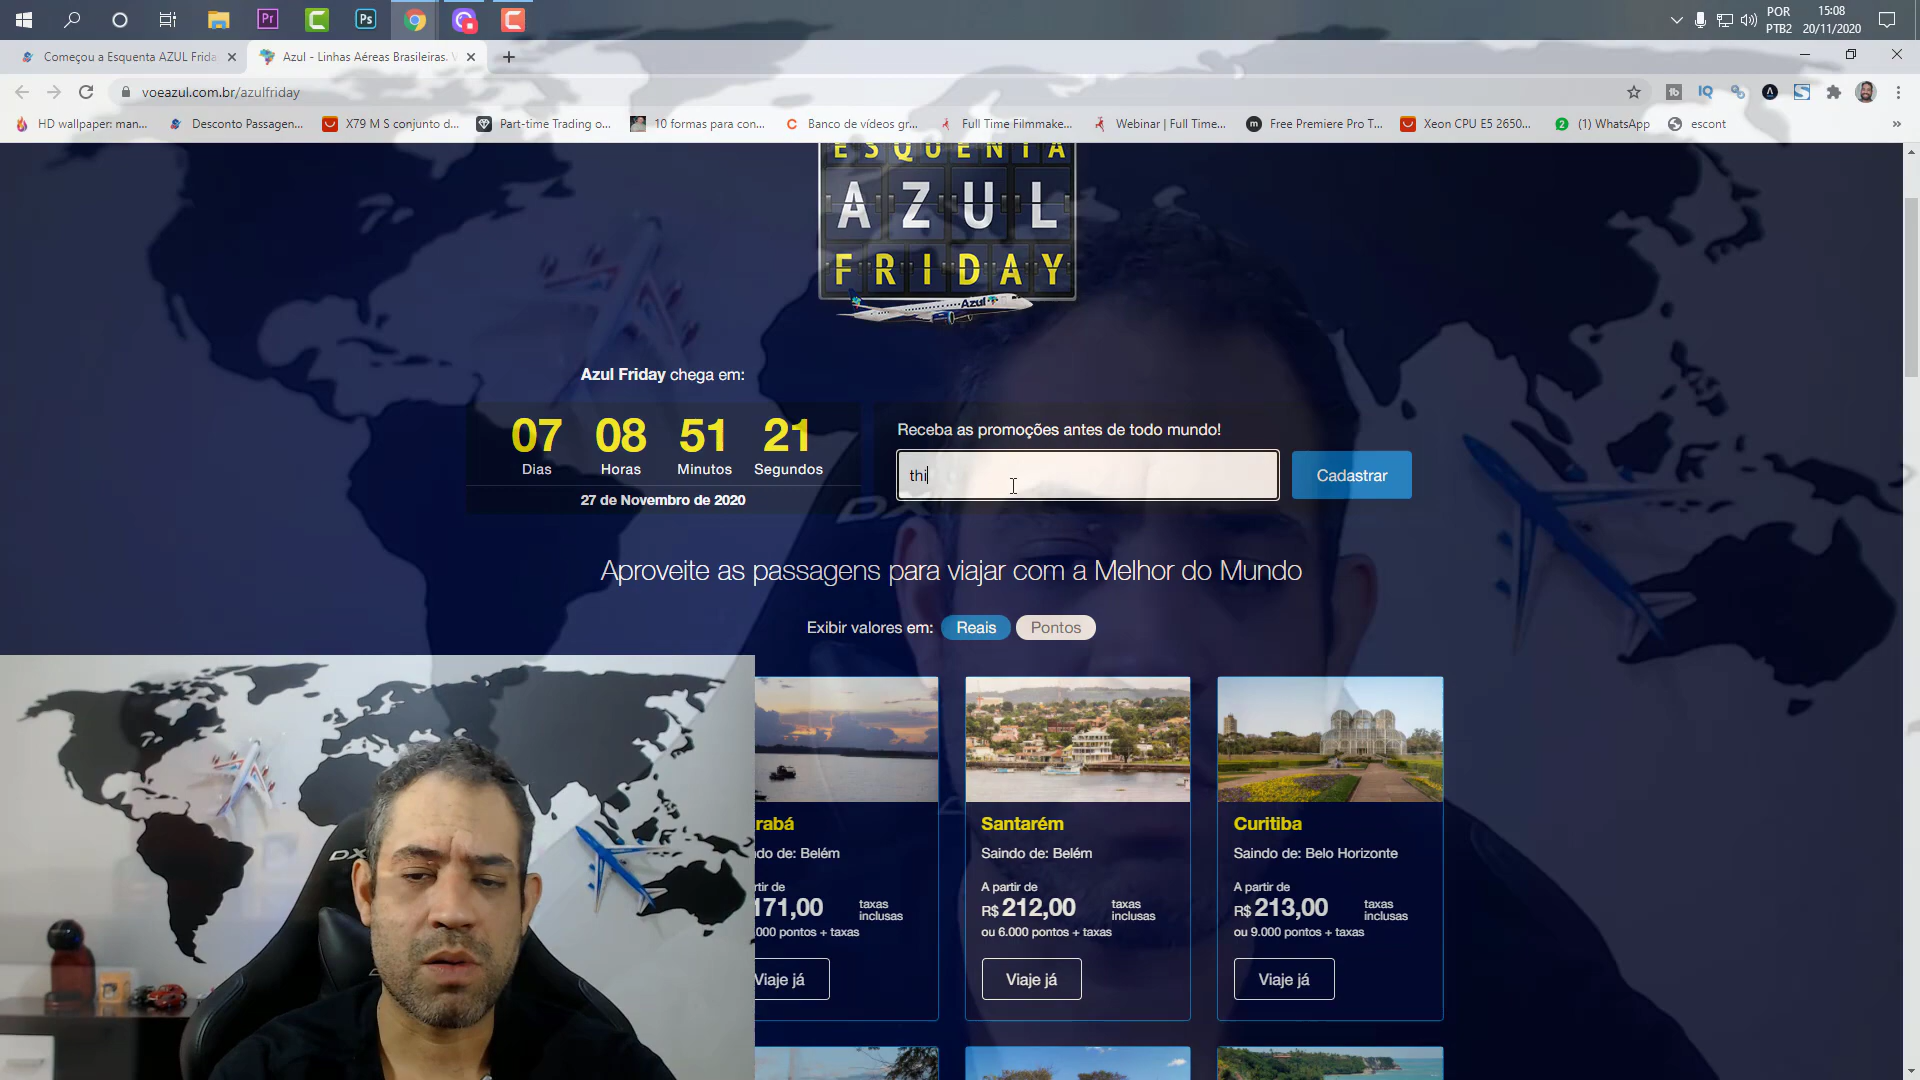 POR
PTB2
15:08
20/11/2020
Começou a Esquenta AZUL Frida
Azul - Linhas Aéreas Brasileiras.
voeazul.com.br/azulfriday
HD wallpaper: man...
Desconto Passagen...
X79 M S conjunto d...
Part-time Trading o...
10 formas para con...
Banco de vídeos gr...
Full Time Filmmake...
Webinar | Full Time...
Free Premiere Pro T...
Xeon CPU E5 2650...
(1) WhatsApp
escont
ESQUENTA
AZUL
FRIDAY
Azul
Azul Friday chega em:
07 08 51 21
Dias Horas Minutos Segundos
27 de Novembro de 2020
Receba as promoções antes de todo mundo!
thi
Cadastrar
Aproveite as passagens para viajar com a Melhor do Mundo
Exibir valores em: Reais Pontos
rabá
do de: Belém
rtir de
171,00 taxas inclusas
000 pontos + taxas
Viaje já
Santarém
Saindo de: Belém
A partir de
R$ 212,00 taxas inclusas
ou 6.000 pontos + taxas
Viaje já
Curitiba
Saindo de: Belo Horizonte
A partir de
R$ 213,00 taxas inclusas
ou 9.000 pontos + taxas
Viaje já
DX